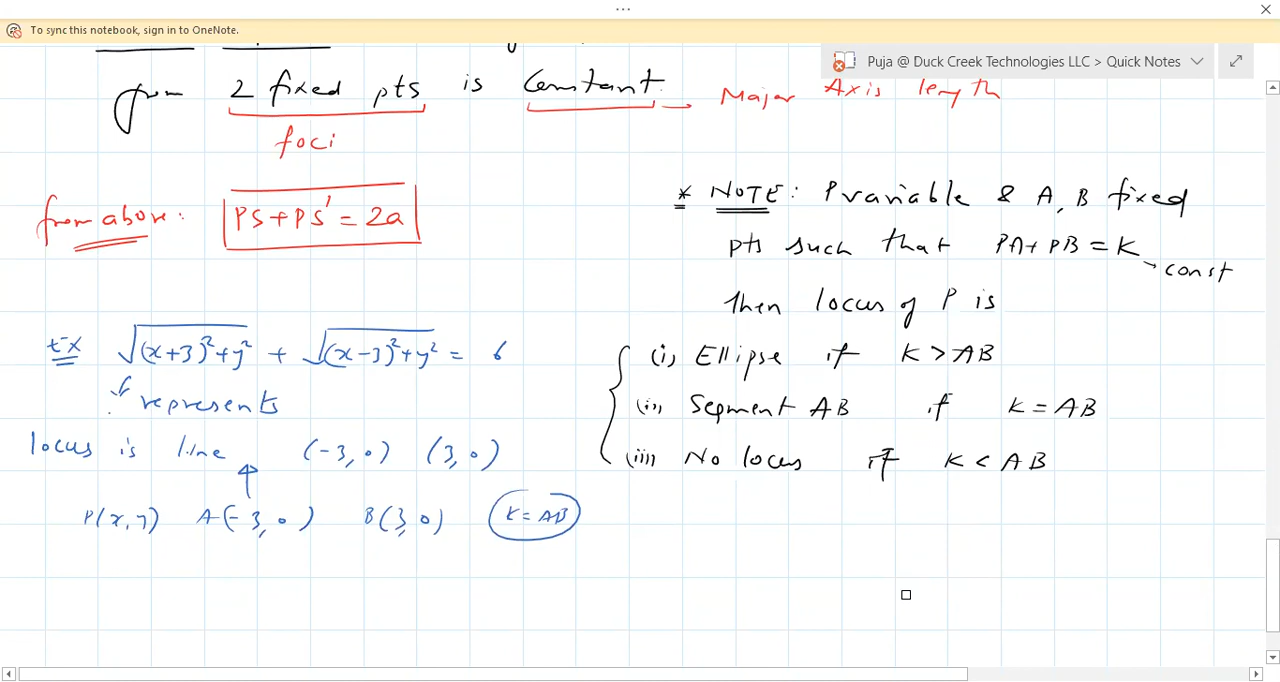 ...
To sync this notebook, sign in to OneNote.
Puja @ Duck Creek Technologies LLC > Quick Notes
from 2 fixed pts is constant. → Major Axis length
foci
from above: PS + PS' = 2a
* NOTE: P variable & A, B fixed
pts such that PA + PB = K → const
then locus of P is
(i) Ellipse if K > AB
(ii) Segment AB if K = AB
(iii) No locus if K < AB
Ex √(x+3)²+y² + √(x-3)²+y² = 6
represents
locus is line (-3, 0) (3, 0)
P(x, y) A(-3, 0) B(3, 0) K = AB